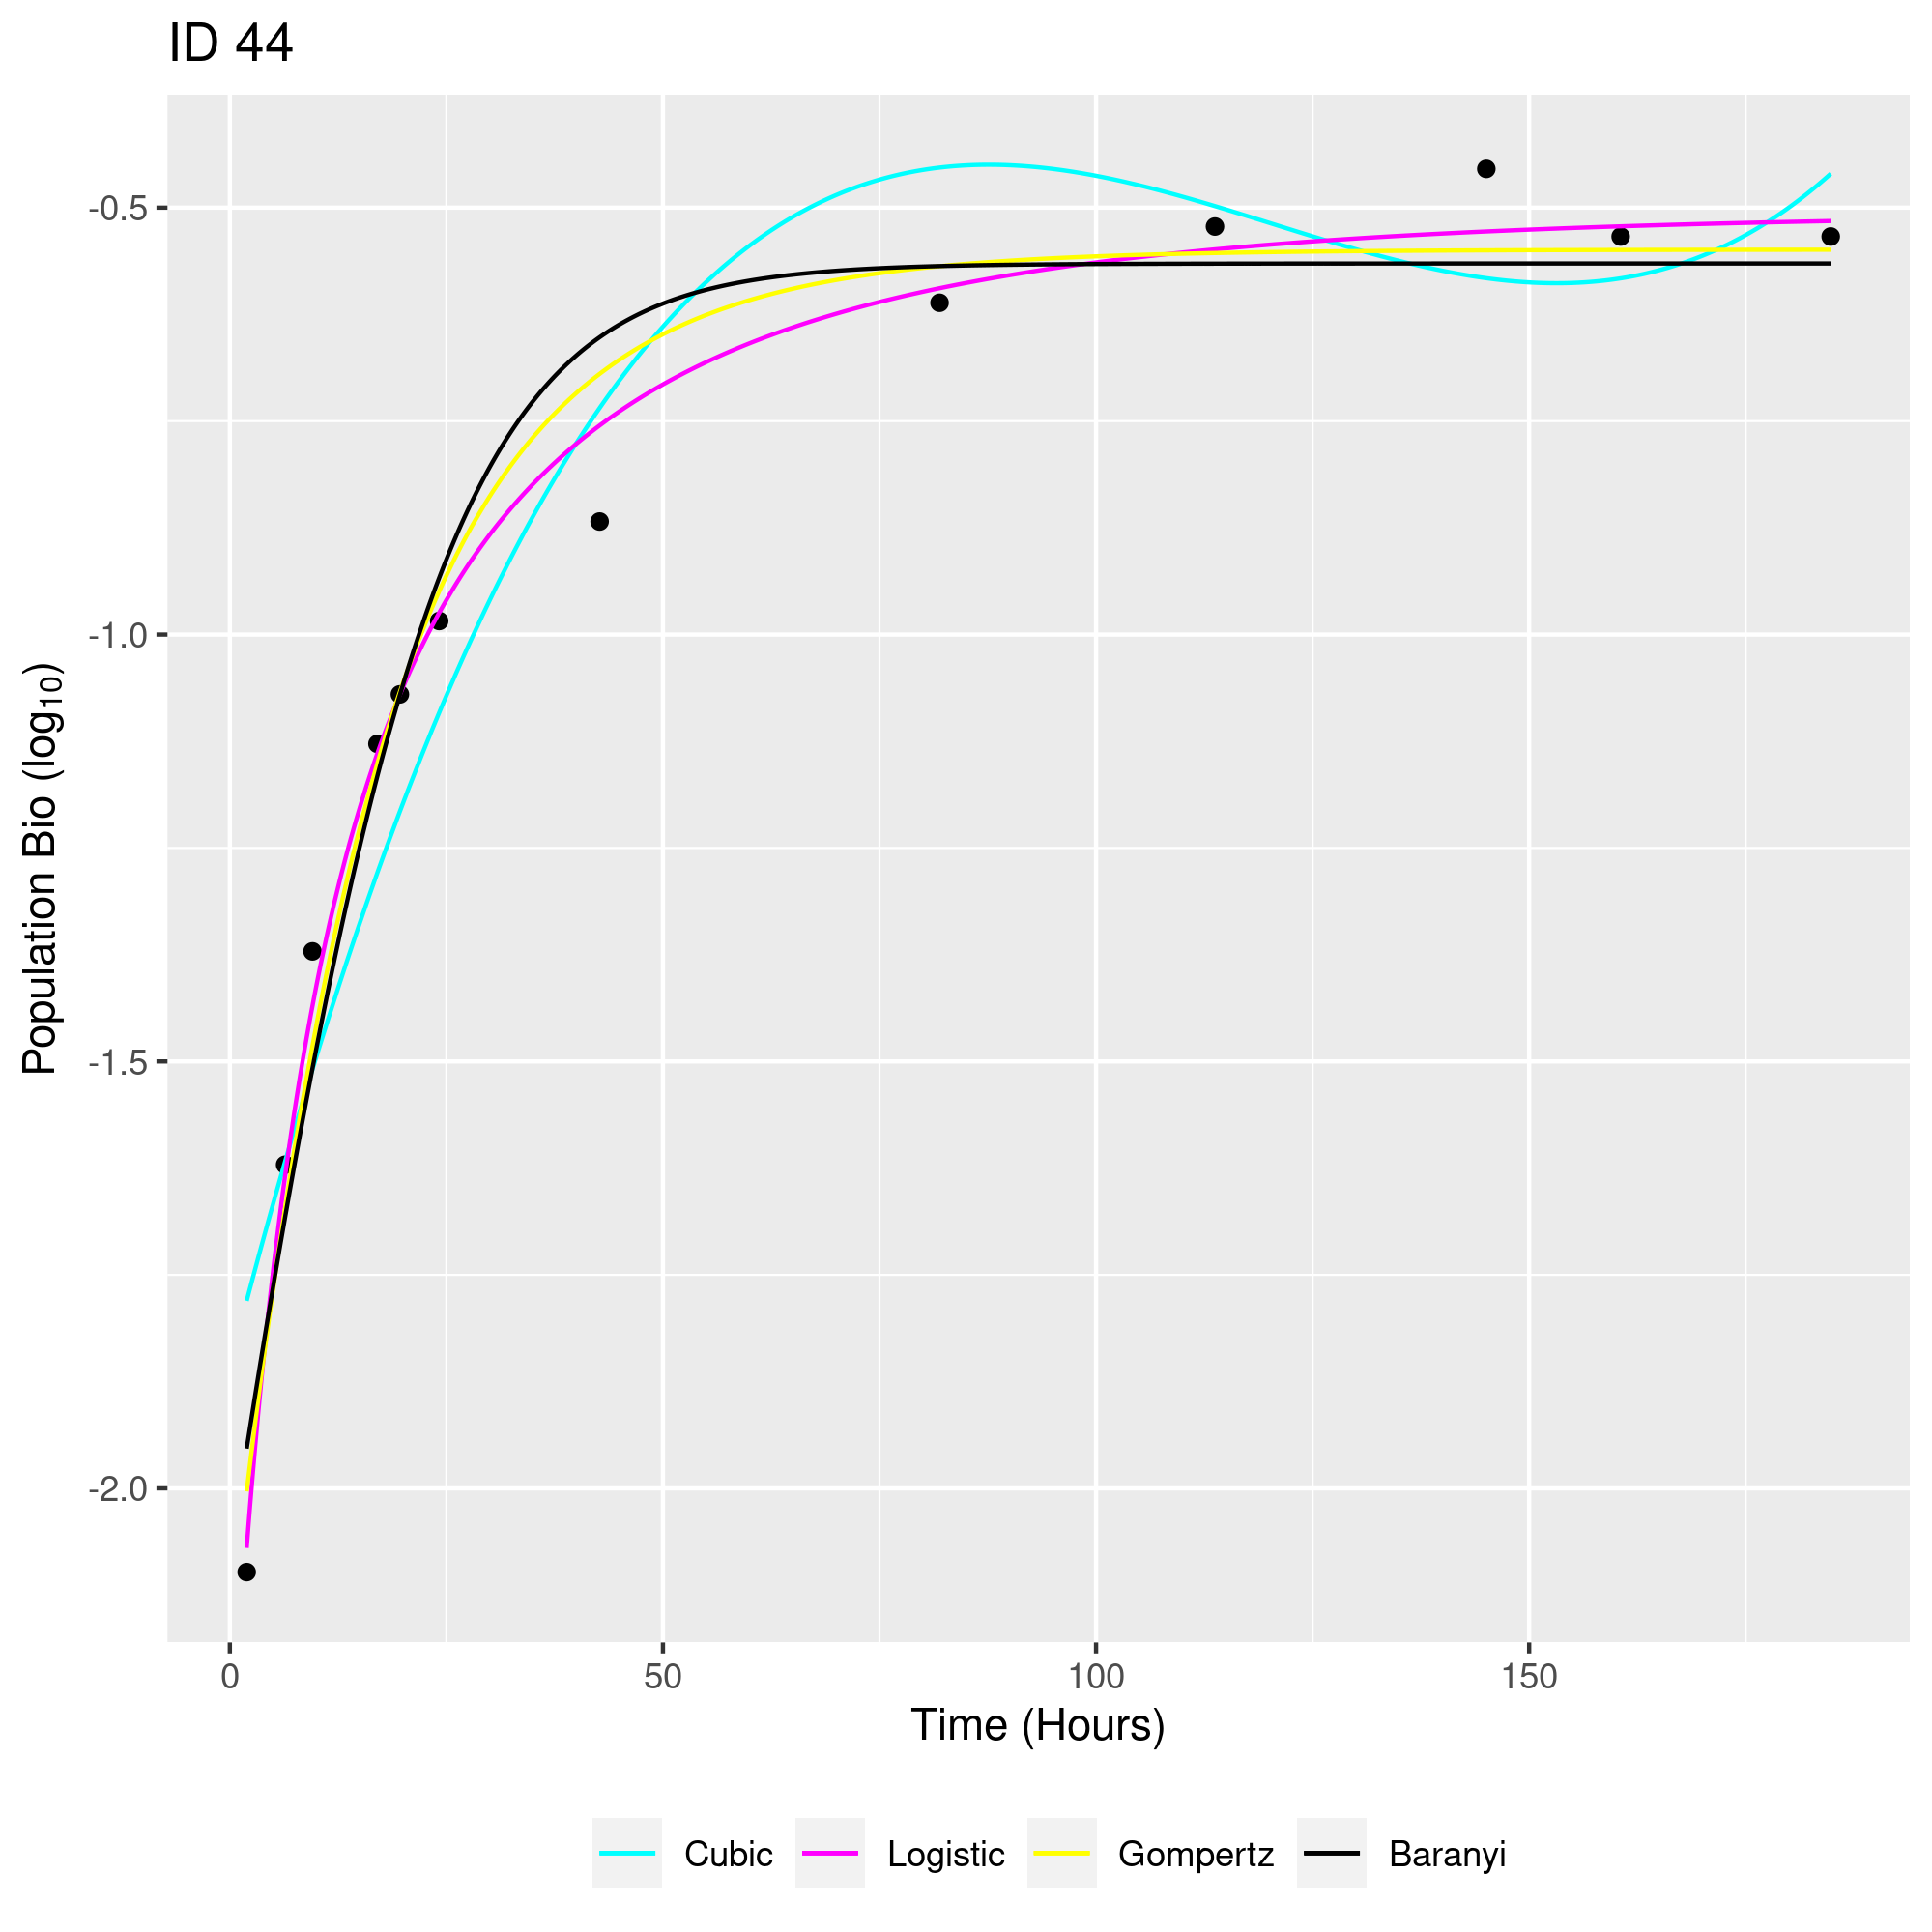 ID 44
-0.5
-1.0
-1.5
-2.0
Population Bio (log₁₀)
0 50 100 150
Time (Hours)
Cubic Logistic Gompertz Baranyi